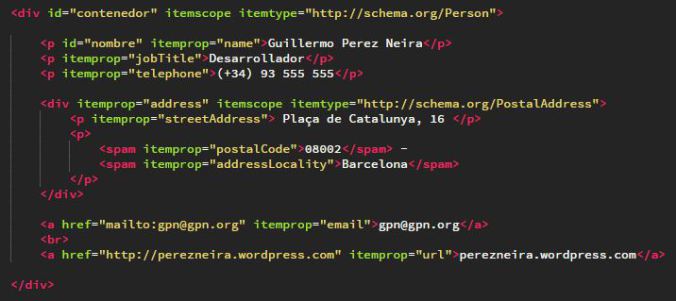 <div id="contenedor" itemscope itemtype="http://schema.org/Person">
<p id="nombre" itemprop="name">Guillermo Perez Neira</p>
<p itemprop="jobTitle">Desarrollador</p>
<p itemprop="telephone">(+34) 93 555 555</p>
<div itemprop="address" itemscope itemtype="http://schema.org/PostalAddress">
<p itemprop="streetAddress"> Plaça de Catalunya, 16 </p>
<p>
<spam itemprop="postalCode">08002</spam> -
<spam itemprop="addressLocality">Barcelona</spam>
</p>
</div>
<a href="mailto:gpn@gpn.org" itemprop="email">gpn@gpn.org</a>
<br>
<a href="http://perezneira.wordpress.com" itemprop="url">perezneira.wordpress.com</a>
</div>